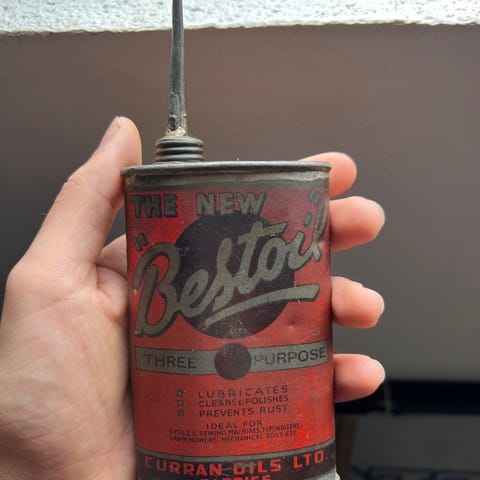 THE NEW
"Bestoil"
THREE PURPOSE
☆ LUBRICATES
☆ CLEANS & POLISHES
☆ PREVENTS RUST
IDEAL FOR
CYCLES, SEWING MACHINES, TYPEWRITERS
LAWN MOWERS, MECHANICAL TOYS ETC
CURRAN OILS LTD.
CARDIFF